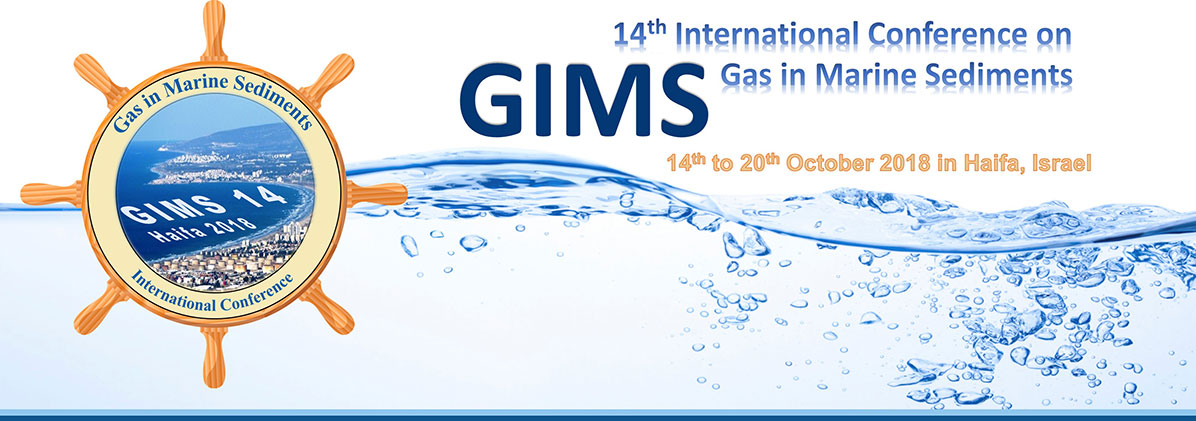 Gas in Marine Sediments
GIMS 14
Haifa 2018
International Conference
14th International Conference on
GIMS Gas in Marine Sediments
14th to 20th October 2018 in Haifa, Israel